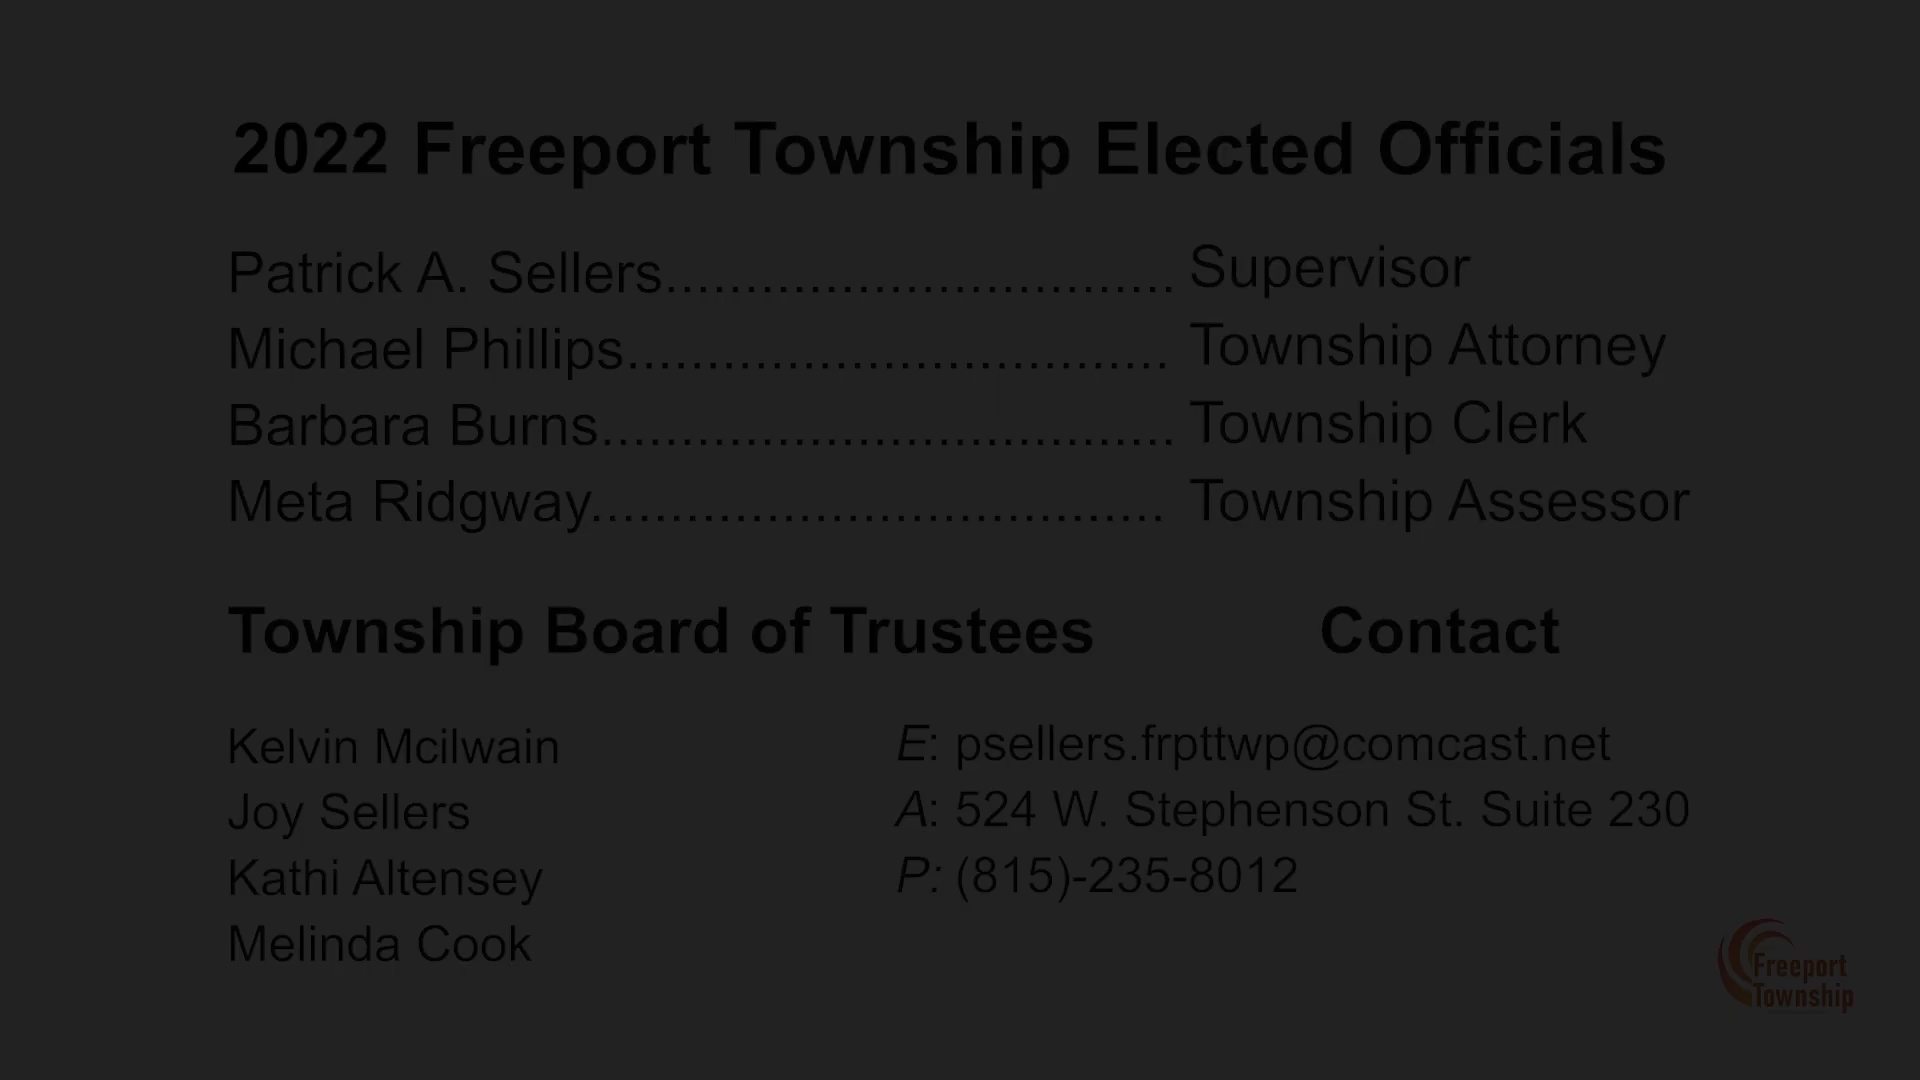 2022 Freeport Township Elected Officials
Patrick A. Sellers................................ Supervisor
Michael Phillips.................................. Township Attorney
Barbara Burns.................................... Township Clerk
Meta Ridgway.................................... Township Assessor
Township Board of Trustees
Kelvin Mcilwain
Joy Sellers
Kathi Altensey
Melinda Cook
Contact
E: psellers.frpttwp@comcast.net
A: 524 W. Stephenson St. Suite 230
P: (815)-235-8012
Freeport
Township